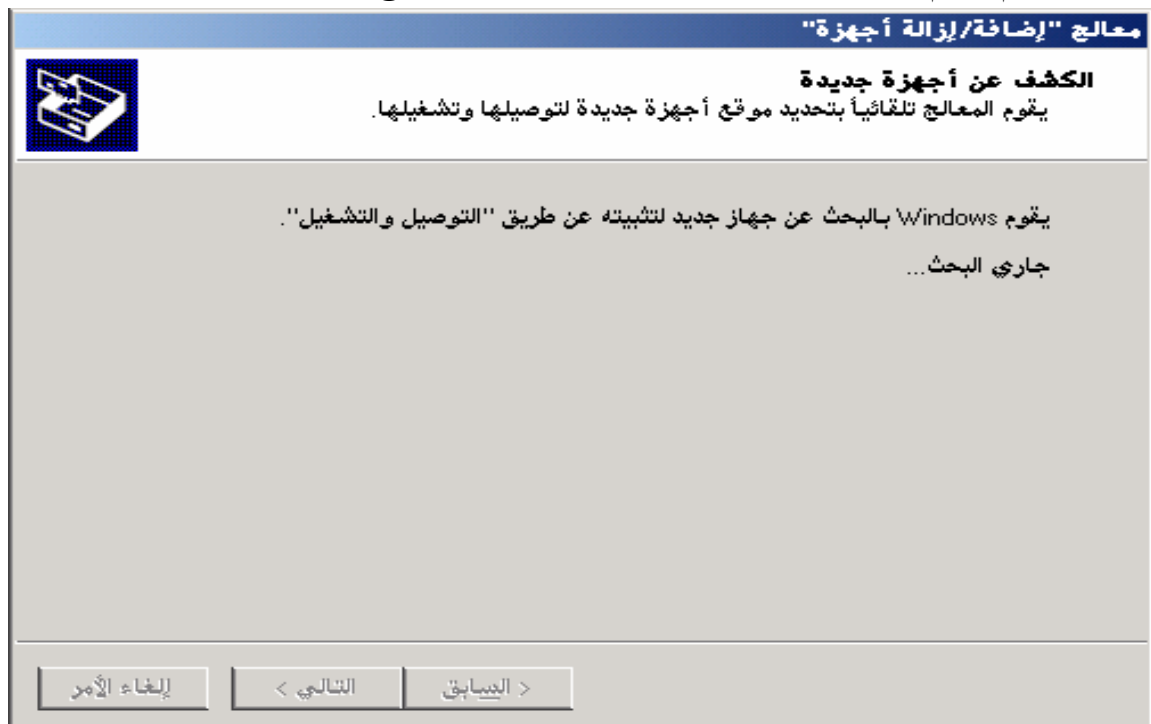 معالج "إضافة/إزالة أجهزة"
الكشف عن أجهزة جديدة
يقوم المعالج تلقائياً بتحديد موقع أجهزة جديدة لتوصيلها وتشغيلها.
يقوم Windows بالبحث عن جهاز جديد لتثبيته عن طريق "التوصيل والتشغيل".
جاري البحث...
< السابق
التالي >
إلغاء الأمر